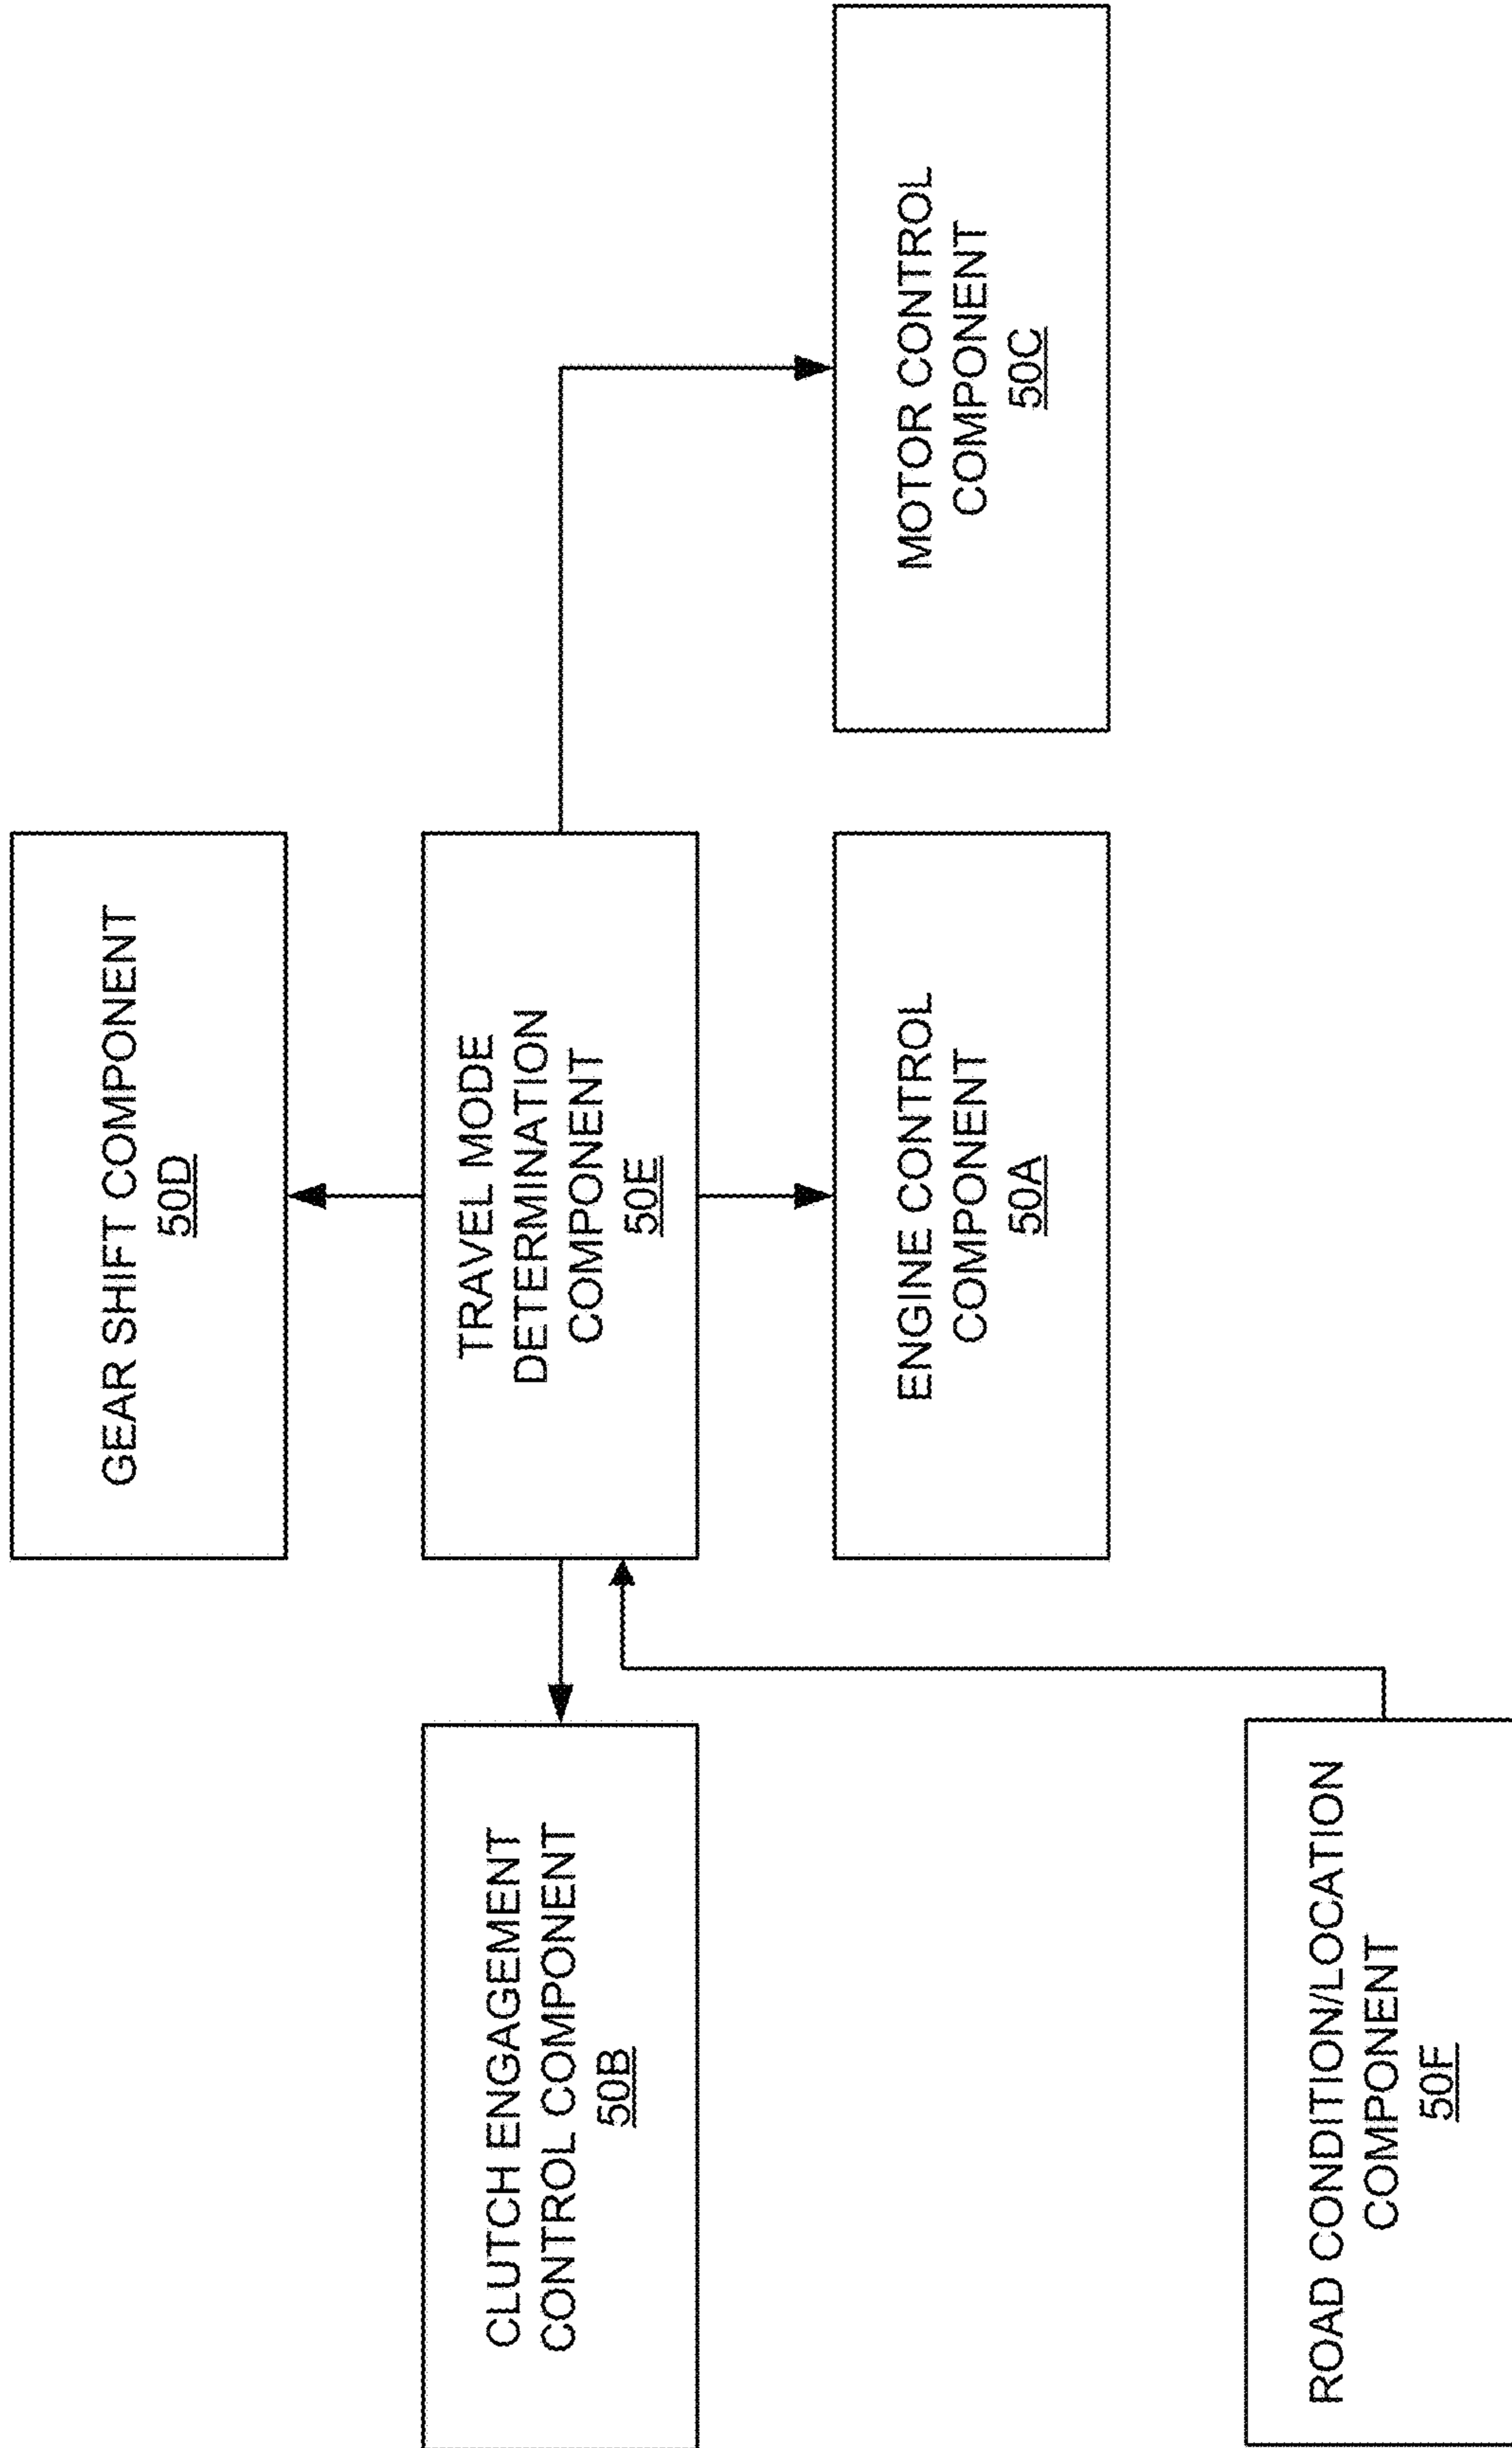 GEAR SHIFT COMPONENT
50D
CLUTCH ENGAGEMENT
CONTROL COMPONENT
50B
TRAVEL MODE
DETERMINATION
COMPONENT
50E
ENGINE CONTROL
COMPONENT
50A
MOTOR CONTROL
COMPONENT
50C
ROAD CONDITION/LOCATION
COMPONENT
50F